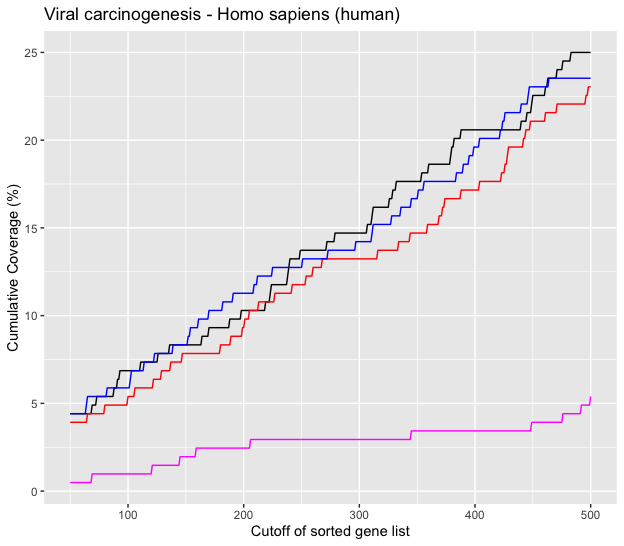 Viral carcinogenesis - Homo sapiens (human)
Cumulative Coverage (%)
25
20
15
10
5
0
100 200 300 400 500
Cutoff of sorted gene list